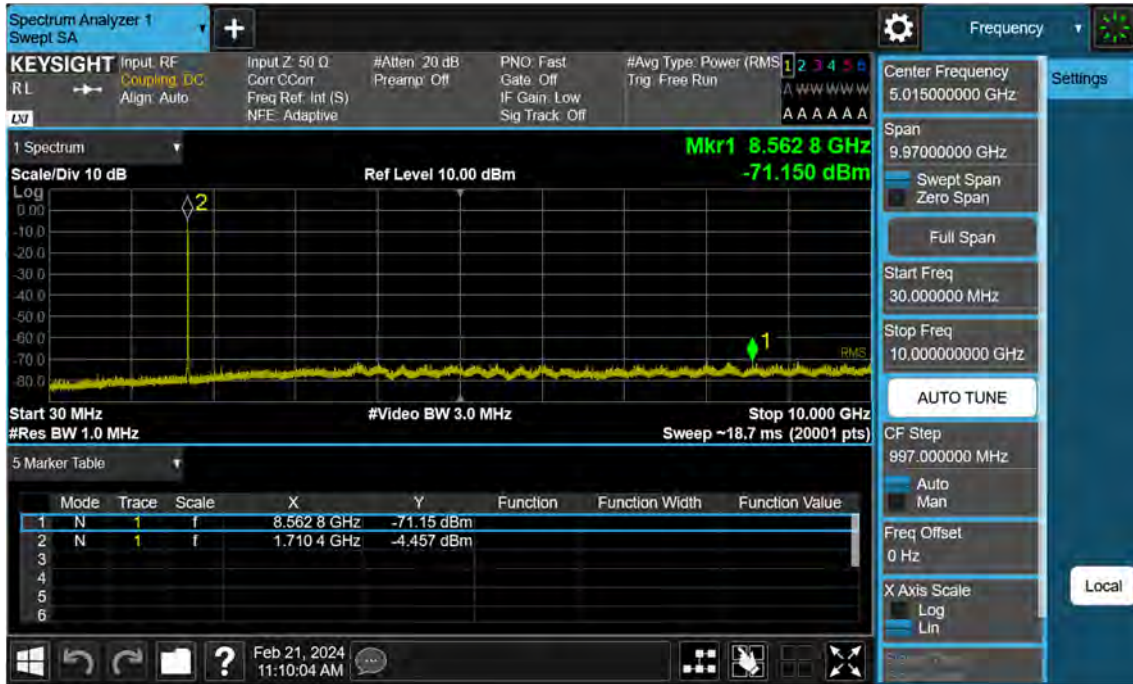 Spectrum Analyzer 1
Swept SA
+
Frequency
KEYSIGHT
RL
LXI
Input: RF
Coupling: DC
Align: Auto
Input Z: 50 Ω
Corr CCorr
Freq Ref: Int (S)
NFE: Adaptive
#Atten: 20 dB
Preamp: Off
PNO: Fast
Gate: Off
IF Gain: Low
Sig Track: Off
#Avg Type: Power (RMS
Trig: Free Run
1 2 3 4 5 6
A W W W W W
A A A A A A
Center Frequency
5.015000000 GHz
Settings
1 Spectrum
Mkr1 8.562 8 GHz
Scale/Div 10 dB
Ref Level 10.00 dBm
-71.150 dBm
Log
0.00
-10.0
-20.0
-30.0
-40.0
-50.0
-60.0
-70.0
-80.0
2
1
RMS
Start 30 MHz
#Video BW 3.0 MHz
Stop 10.000 GHz
#Res BW 1.0 MHz
Sweep ~18.7 ms (20001 pts)
Span
9.97000000 GHz
Swept Span
Zero Span
Full Span
Start Freq
30.000000 MHz
Stop Freq
10.000000000 GHz
AUTO TUNE
CF Step
997.000000 MHz
Auto
Man
Freq Offset
0 Hz
X Axis Scale
Log
Lin
Local
5 Marker Table
Mode Trace Scale X Y Function Function Width Function Value
1 N 1 f 8.562 8 GHz -71.15 dBm
2 N 1 f 1.710 4 GHz -4.457 dBm
3
4
5
6
?
Feb 21, 2024
11:10:04 AM